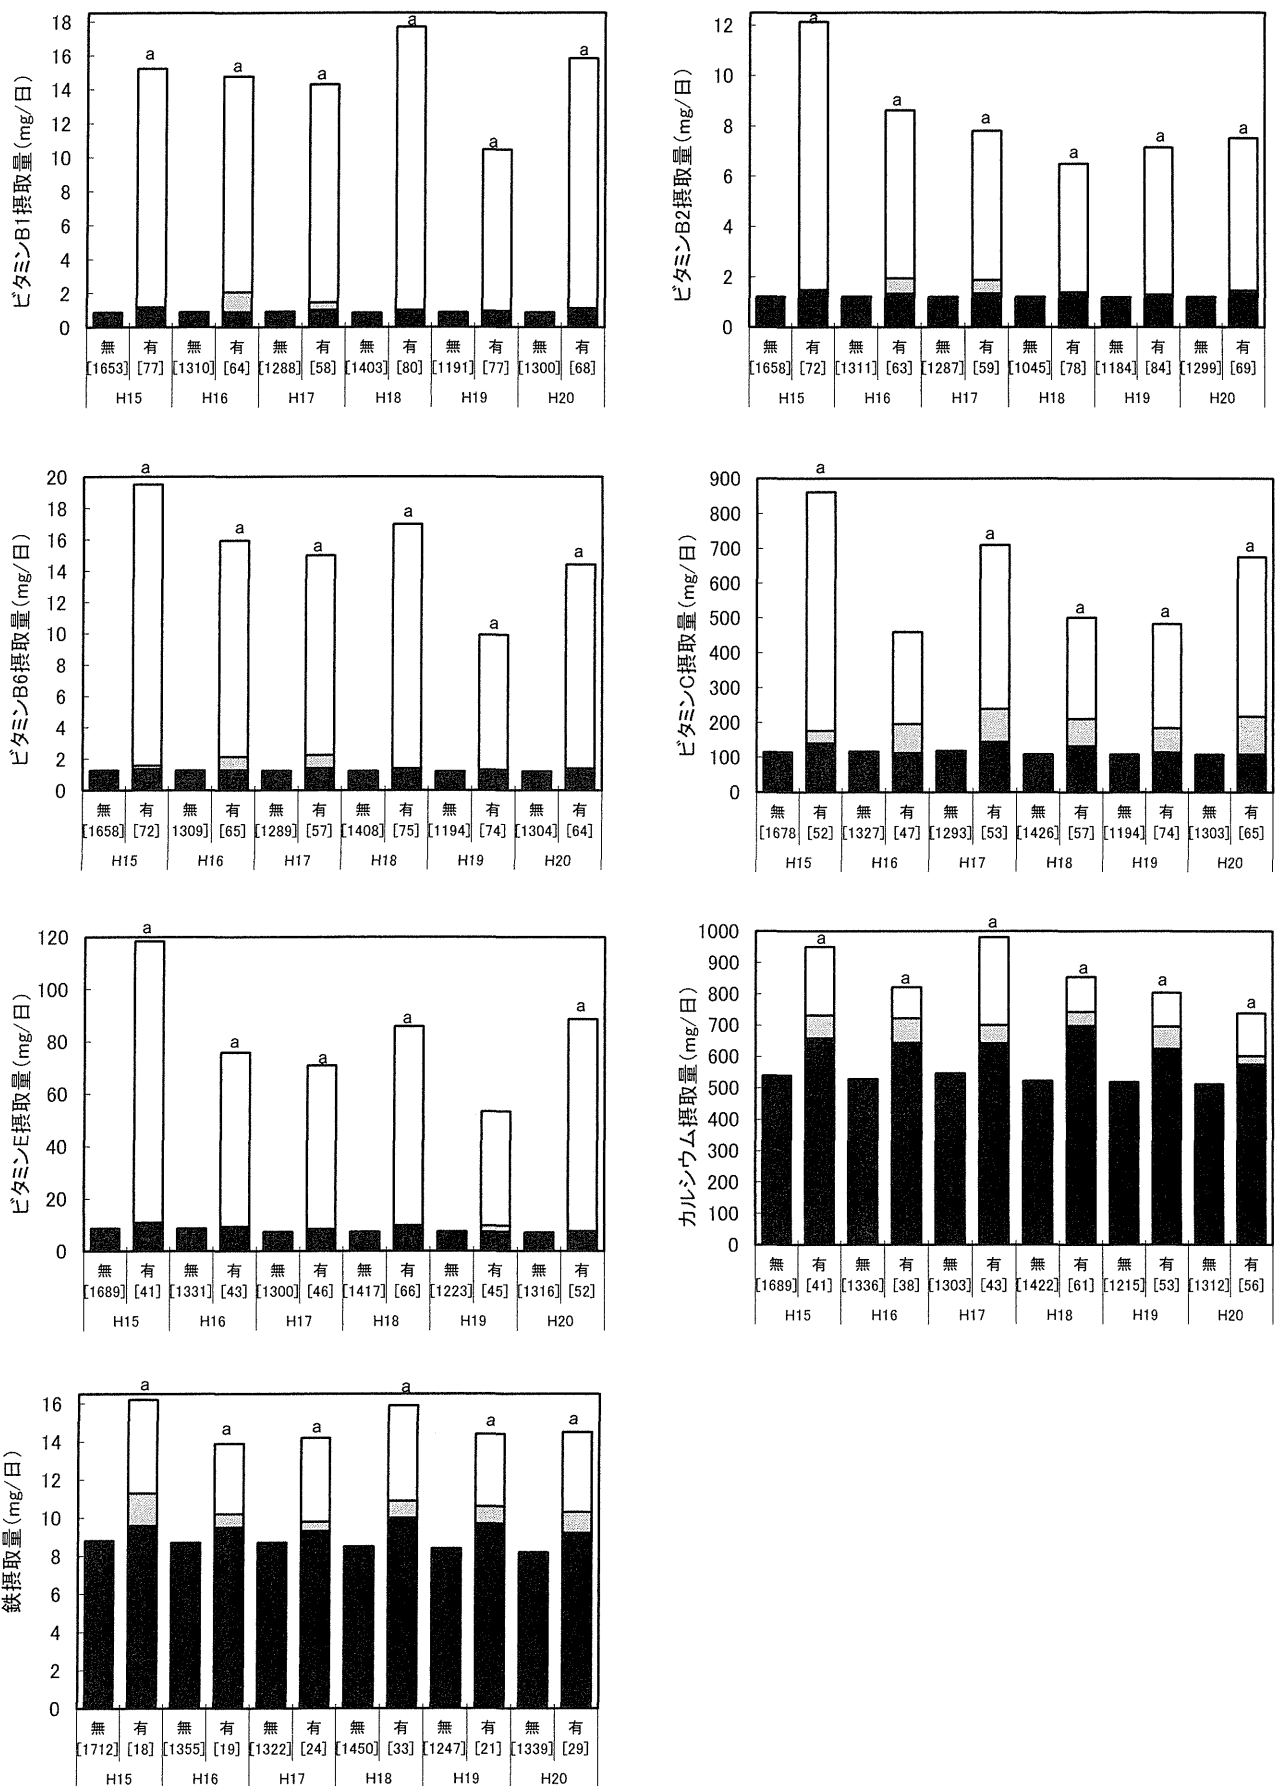 ビタミンB1摂取量(mg/日)
18
16
14
12
10
8
6
4
2
0
a a a a a a
無 有 無 有 無 有 無 有 無 有 無 有
[1653] [77] [1310] [64] [1288] [58] [1403] [80] [1191] [77] [1300] [68]
H15 H16 H17 H18 H19 H20
ビタミンB2摂取量(mg/日)
12
10
8
6
4
2
0
a a a a a a
無 有 無 有 無 有 無 有 無 有 無 有
[1658] [72] [1311] [63] [1287] [59] [1045] [78] [1184] [84] [1299] [69]
H15 H16 H17 H18 H19 H20
ビタミンB6摂取量(mg/日)
20
18
16
14
12
10
8
6
4
2
0
a a a a a a
無 有 無 有 無 有 無 有 無 有 無 有
[1658] [72] [1309] [65] [1289] [57] [1408] [75] [1194] [74] [1304] [64]
H15 H16 H17 H18 H19 H20
ビタミンC摂取量(mg/日)
900
800
700
600
500
400
300
200
100
0
a a a a a
無 有 無 有 無 有 無 有 無 有 無 有
[1678 [52] [1327] [47] [1293] [53] [1426] [57] [1194] [74] [1303] [65]
H15 H16 H17 H18 H19 H20
ビタミンE摂取量(mg/日)
120
100
80
60
40
20
0
a a a a a
無 有 無 有 無 有 無 有 無 有 無 有
[1689] [41] [1331] [43] [1300] [46] [1417] [66] [1223] [45] [1316] [52]
H15 H16 H17 H18 H19 H20
カルシウム摂取量(mg/日)
1000
900
800
700
600
500
400
300
200
100
0
a a a a a a
無 有 無 有 無 有 無 有 無 有 無 有
[1689] [41] [1336] [38] [1303] [43] [1422] [61] [1215] [53] [1312] [56]
H15 H16 H17 H18 H19 H20
鉄摂取量(mg/日)
16
14
12
10
8
6
4
2
0
a a a a a a
無 有 無 有 無 有 無 有 無 有 無 有
[1712] [18] [1355] [19] [1322] [24] [1450] [33] [1247] [21] [1339] [29]
H15 H16 H17 H18 H19 H20